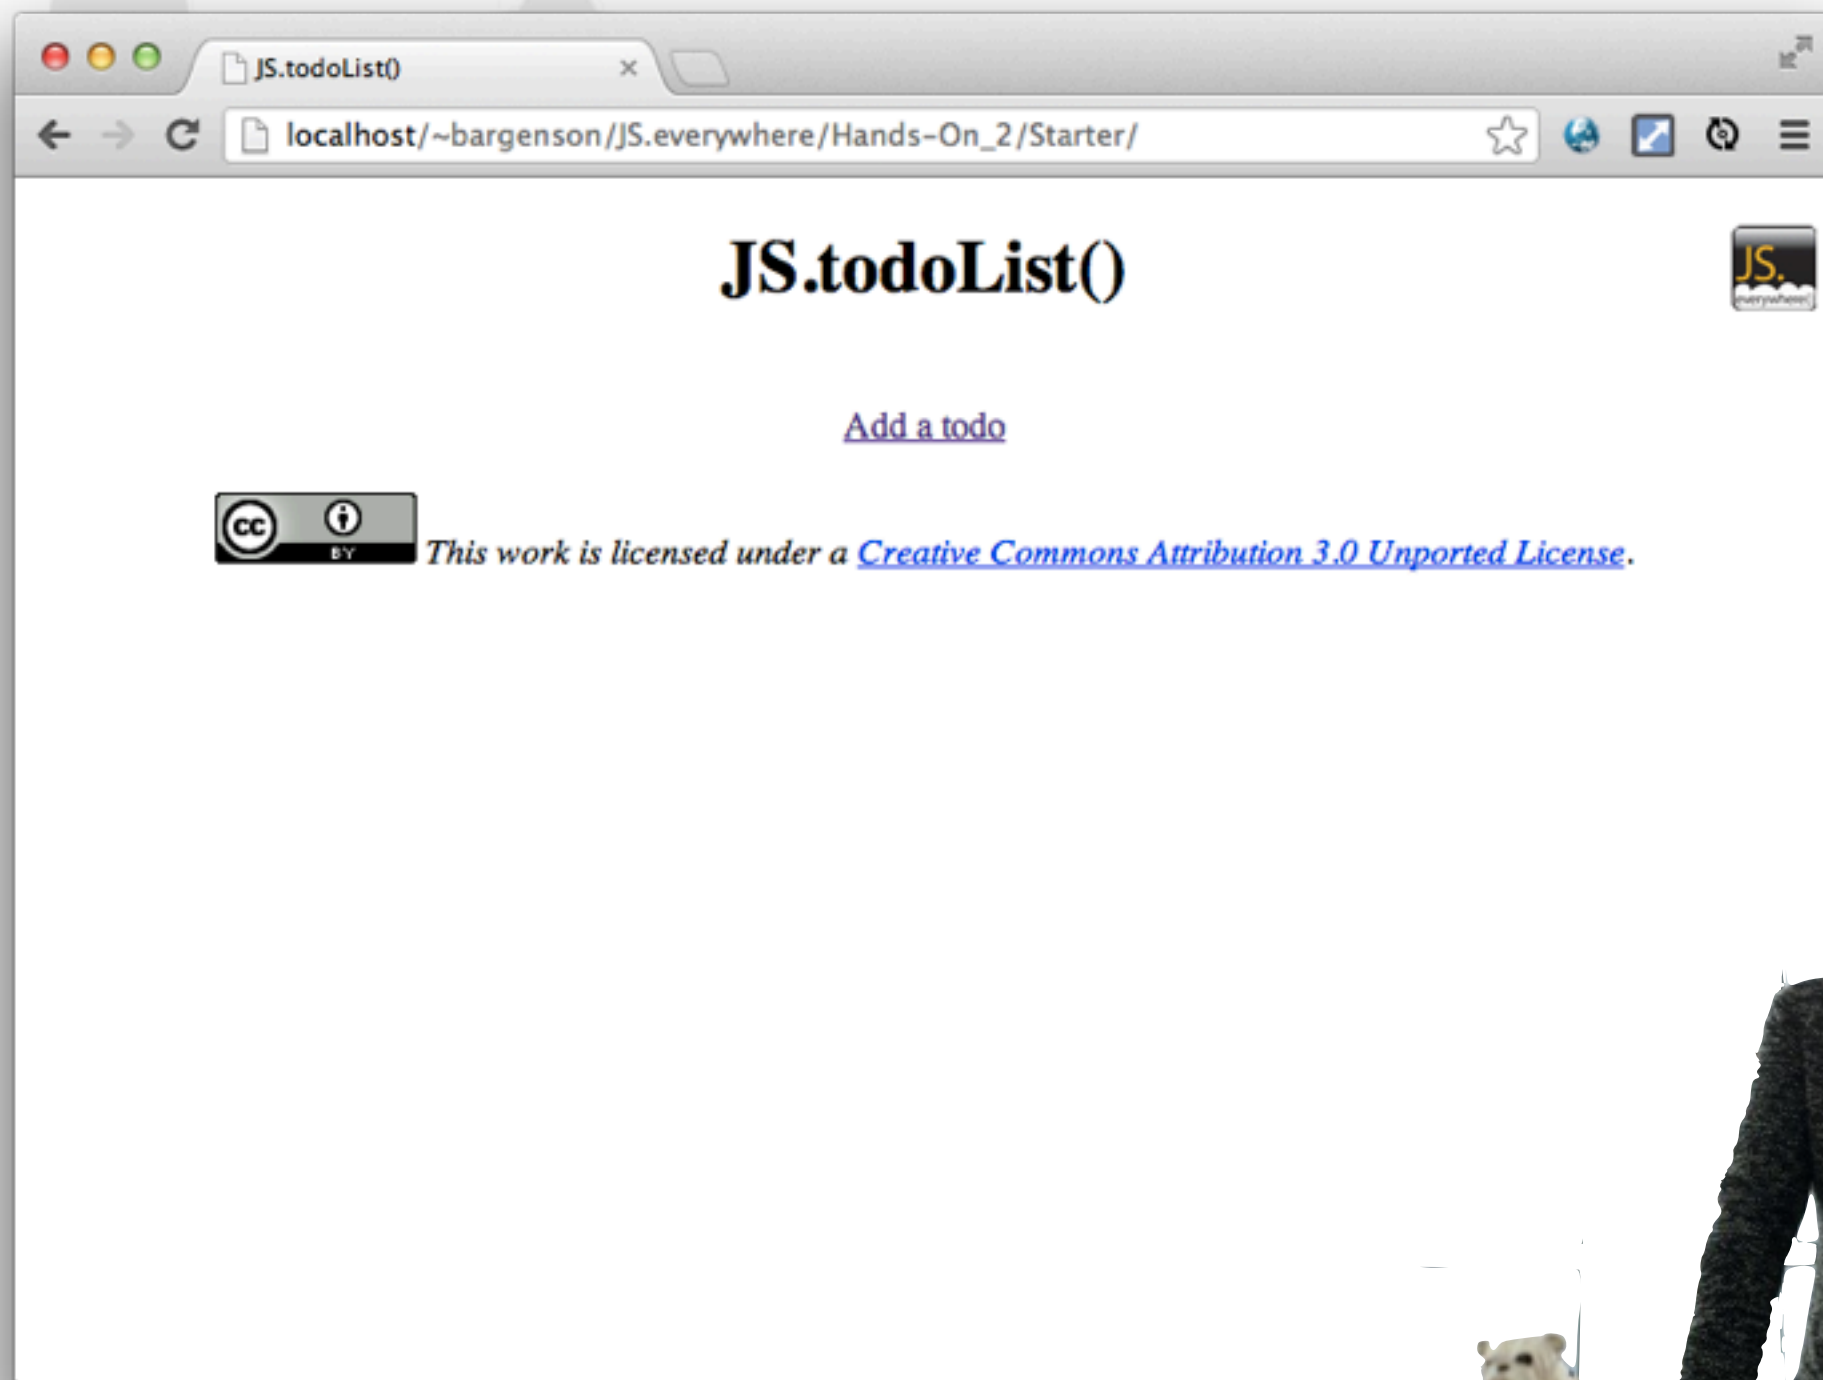 JS.todoList()
localhost/~bargenson/JS.everywhere/Hands-On_2/Starter/
JS.todoList()
JS.
everywhere()
Add a todo
cc
BY
This work is licensed under a Creative Commons Attribution 3.0 Unported License.